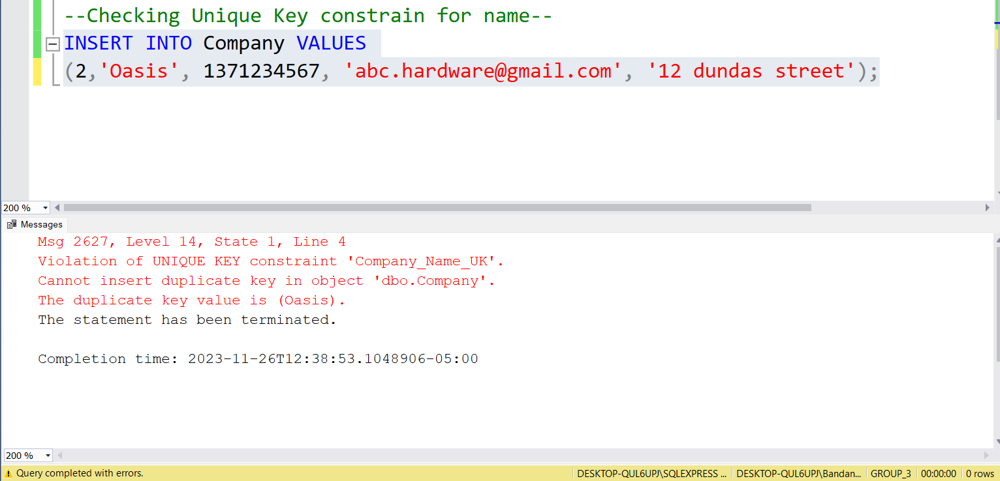 --Checking Unique Key constrain for name--
INSERT INTO Company VALUES
(2,'Oasis', 1371234567, 'abc.hardware@gmail.com', '12 dundas street');
200 %
Messages
Msg 2627, Level 14, State 1, Line 4
Violation of UNIQUE KEY constraint 'Company_Name_UK'.
Cannot insert duplicate key in object 'dbo.Company'.
The duplicate key value is (Oasis).
The statement has been terminated.
Completion time: 2023-11-26T12:38:53.1048906-05:00
200 %
Query completed with errors. DESKTOP-QUL6UPJ\SQLEXPRESS ... DESKTOP-QUL6UPJ\Bandan... GROUP_3 00:00:00 0 rows